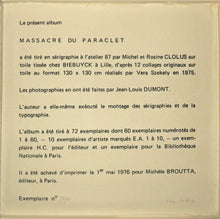 Le présent album
MASSACRE DU PARACLET
a été tiré en sérigraphie à l'atelier 87 par Michel et Rosine CLOLUS sur
toile tissée chez BIEBUYCK à Lille, d'après 12 collages originaux sur
toile au format 130 x 130 cm réalisés par Vera Szekely en 1975.
Les photographies en ont été faites par Jean-Louis DUMONT.
L'auteur a elle-même exécuté le montage des sérigraphies et de la
typographie.
L'album a été tiré à 72 exemplaires dont 60 exemplaires numérotés de
1 à 60, - 10 exemplaires d'artiste marqués E.A. 1 à 10, - un exem-
plaire H.C. pour l'éditeur et un exemplaire pour la Bibliothèque
Nationale à Paris.
Il a été achevé d'imprimer le 1er mai 1976 pour Michèle BROUTTA,
éditeur, à Paris.
Exemplaire n°